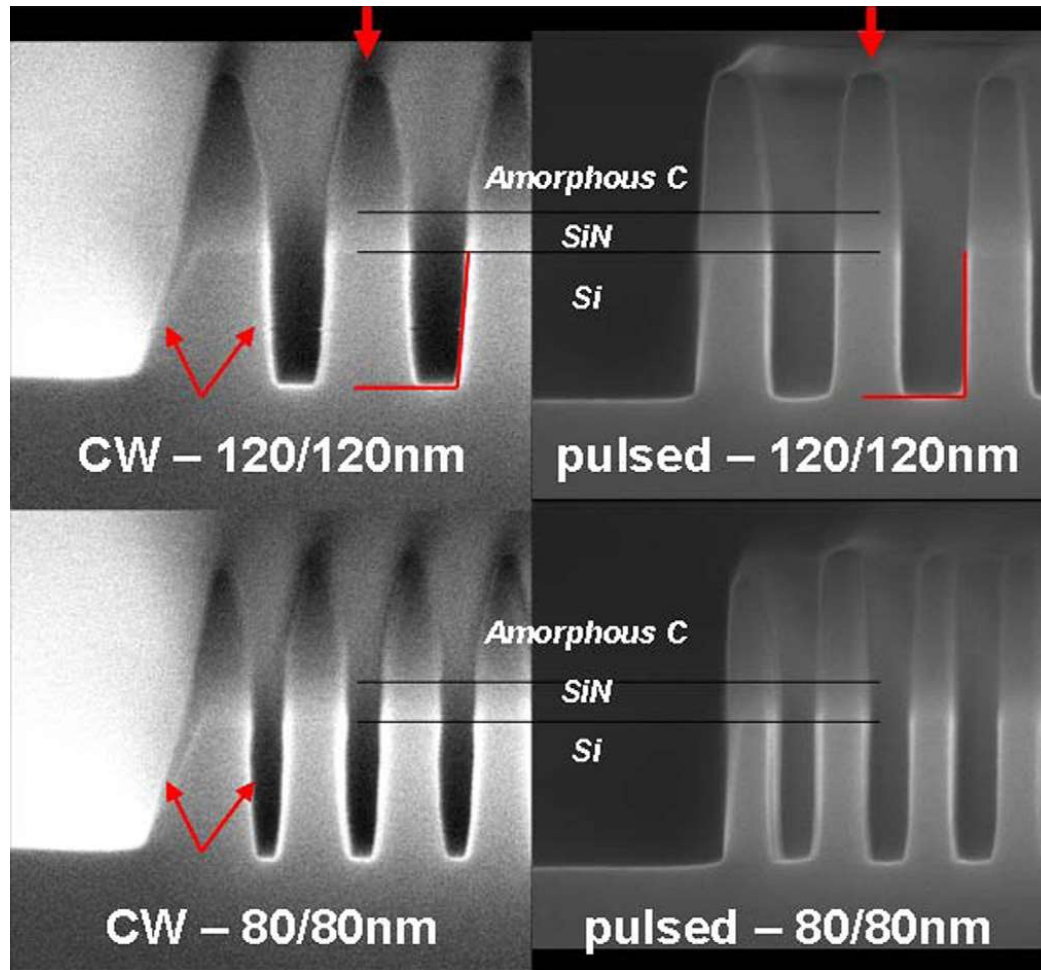 Amorphous C
SiN
Si
CW – 120/120nm
pulsed – 120/120nm
Amorphous C
SiN
Si
CW – 80/80nm
pulsed – 80/80nm